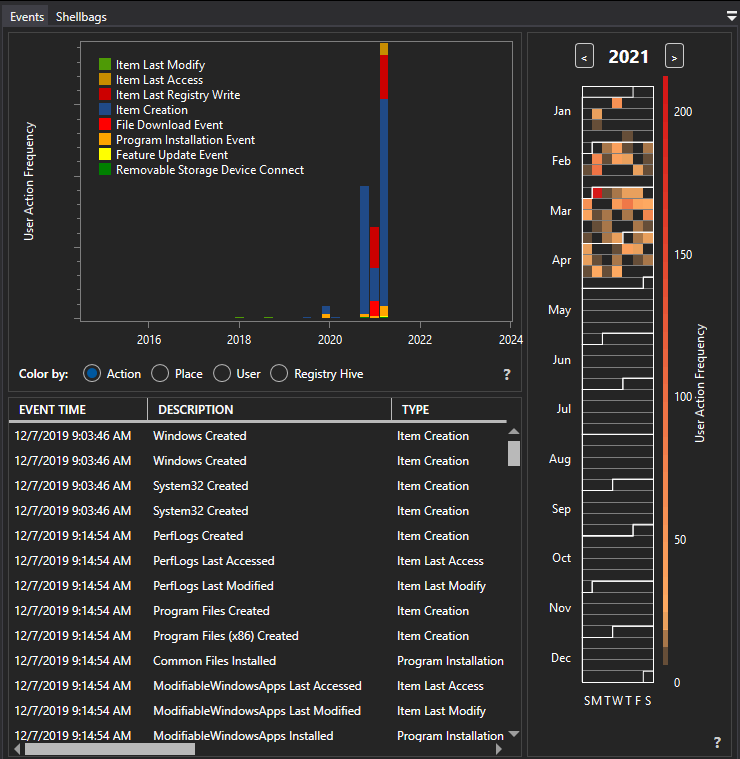 Events Shellbags
Item Last Modify
Item Last Access
Item Last Registry Write
Item Creation
File Download Event
Program Installation Event
Feature Update Event
Removable Storage Device Connect
User Action Frequency
2016 2018 2020 2022 2024
Color by: Action Place User Registry Hive ?
EVENT TIME DESCRIPTION TYPE
12/7/2019 9:03:46 AM Windows Created Item Creation
12/7/2019 9:03:46 AM Windows Created Item Creation
12/7/2019 9:03:46 AM System32 Created Item Creation
12/7/2019 9:03:46 AM System32 Created Item Creation
12/7/2019 9:14:54 AM PerfLogs Created Item Creation
12/7/2019 9:14:54 AM PerfLogs Last Accessed Item Last Access
12/7/2019 9:14:54 AM PerfLogs Last Modified Item Last Modify
12/7/2019 9:14:54 AM Program Files Created Item Creation
12/7/2019 9:14:54 AM Program Files (x86) Created Item Creation
12/7/2019 9:14:54 AM Common Files Installed Program Installation
12/7/2019 9:14:54 AM ModifiableWindowsApps Last Accessed Item Last Access
12/7/2019 9:14:54 AM ModifiableWindowsApps Last Modified Item Last Modify
12/7/2019 9:14:54 AM ModifiableWindowsApps Installed Program Installation
< 2021 >
Jan
Feb
Mar
Apr
May
Jun
Jul
Aug
Sep
Oct
Nov
Dec
S M T W T F S
200
150
100
50
0
User Action Frequency
?